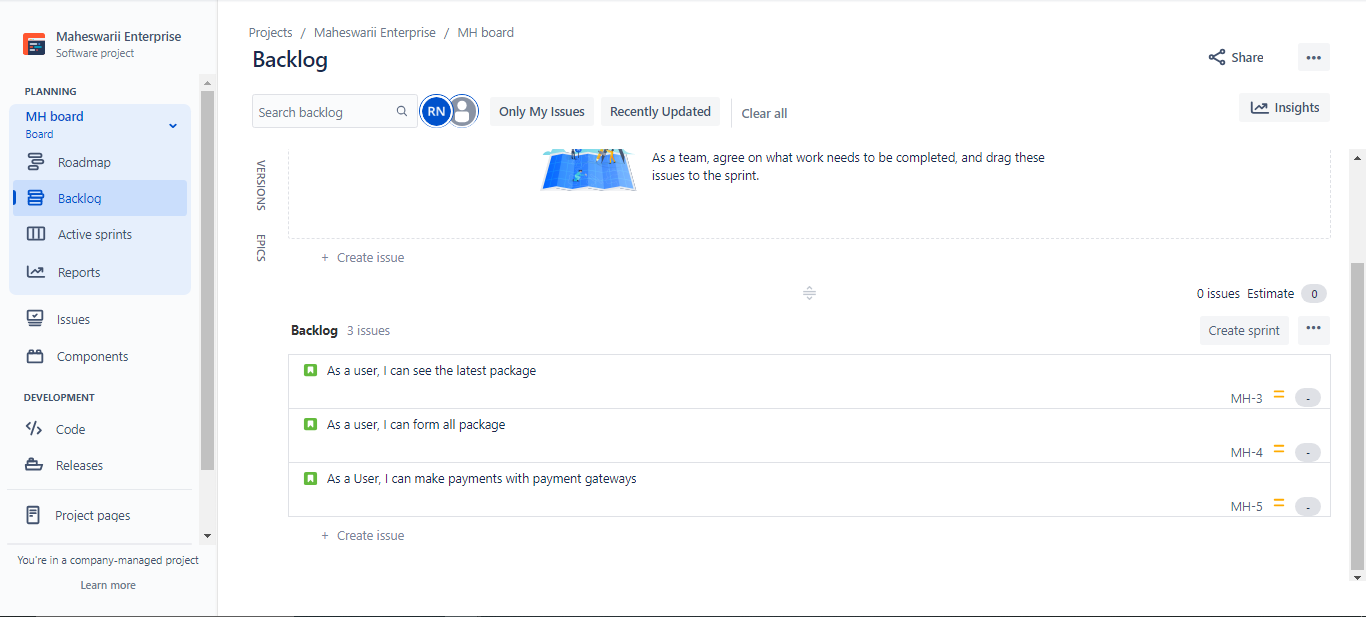 Maheswarii Enterprise
Software project
PLANNING
MH board
Board
Roadmap
Backlog
Active sprints
Reports
Issues
Components
DEVELOPMENT
Code
Releases
Project pages
You're in a company-managed project
Learn more
Projects / Maheswarii Enterprise / MH board
Backlog
Share
Search backlog
RN
Only My Issues
Recently Updated
Clear all
Insights
VERSIONS
EPICS
As a team, agree on what work needs to be completed, and drag these
issues to the sprint.
+ Create issue
0 issues Estimate 0
Backlog 3 issues
Create sprint
As a user, I can see the latest package
MH-3 -
As a user, I can form all package
MH-4 -
As a User, I can make payments with payment gateways
MH-5 -
+ Create issue